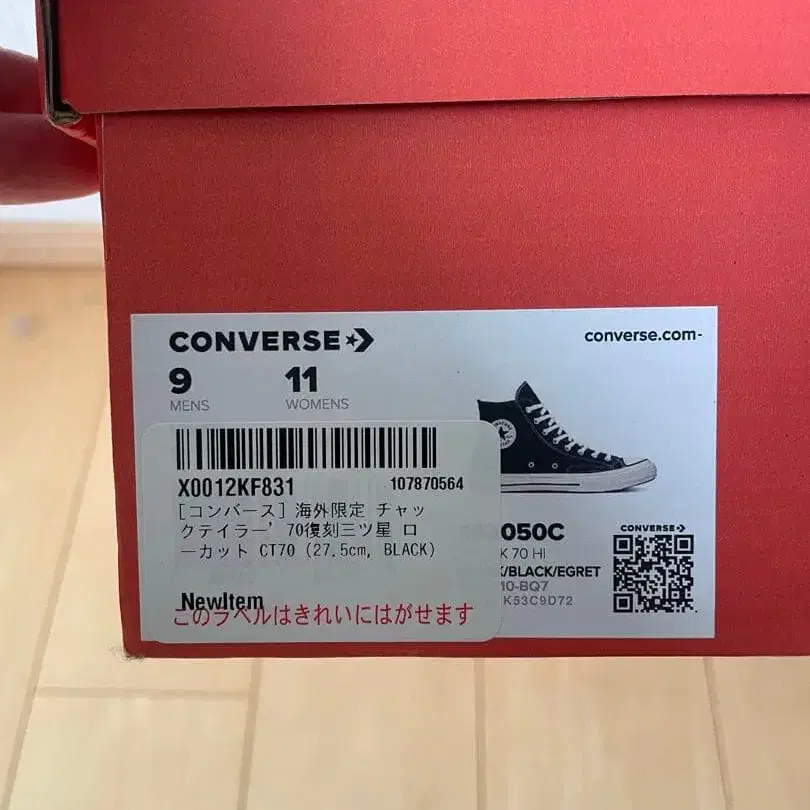 CONVERSE
converse.com-
9
11
MENS
WOMENS
X0012KF831
107870564
[コンバース] 海外限定 チャッ
クテイラー’70復刻三ツ星 ロ
ーカット CT70 (27.5cm, BLACK)
NewItem
このラベルはきれいにはがせます
050C
K 70 HI
/BLACK/EGRET
10-BQ7
K53C9D72
CONVERSE